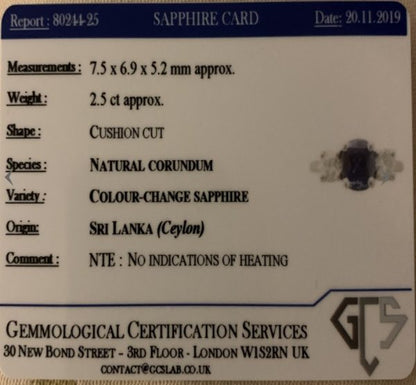 Report : 80244-25 SAPPHIRE CARD Date: 20.11.2019
Measurements : 7.5 x 6.9 x 5.2 mm approx.
Weight : 2.5 ct approx.
Shape : CUSHION CUT
Species : NATURAL CORUNDUM
Variety : COLOUR-CHANGE SAPPHIRE
Origin: SRI LANKA (Ceylon)
Comment : NTE : NO INDICATIONS OF HEATING
GCS
GEMMOLOGICAL CERTIFICATION SERVICES
30 NEW BOND STREET – 3RD FLOOR - LONDON W1S2RN UK
CONTACT@GCSLAB.CO.UK